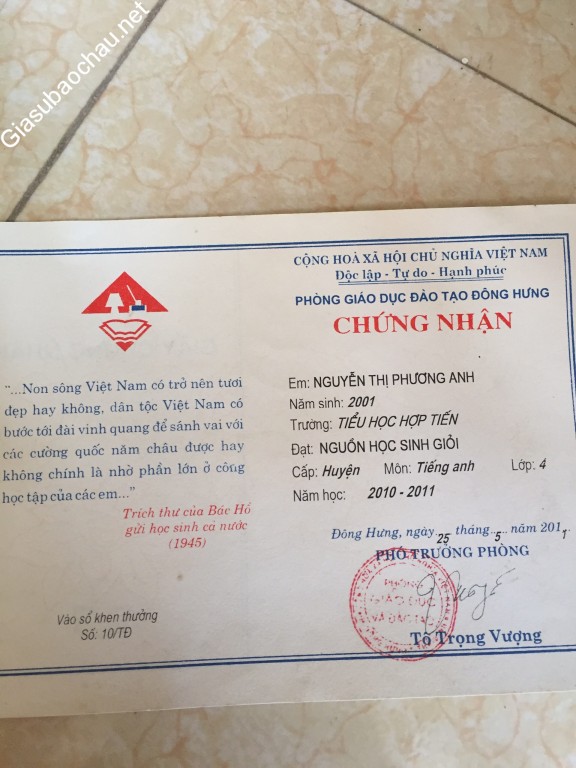 Giasubaochau.net
"...Non sông Việt Nam có trở nên tươi
đẹp hay không, dân tộc Việt Nam có
bước tới đài vinh quang để sánh vai với
các cường quốc năm châu được hay
không chính là nhờ phần lớn ở công
học tập của các em..."
Trích thư của Bác Hồ
gửi học sinh cả nước
(1945)
Vào sổ khen thưởng
Số: 10/TĐ
CỘNG HOÀ XÃ HỘI CHỦ NGHĨA VIỆT NAM
Độc lập - Tự do - Hạnh phúc
PHÒNG GIÁO DỤC ĐÀO TẠO ĐÔNG HƯNG
CHỨNG NHẬN
Em: NGUYỄN THỊ PHƯƠNG ANH
Năm sinh: 2001
Trường: TIỂU HỌC HỢP TIẾN
Đạt: NGUỒN HỌC SINH GIỎI
Cấp: Huyện Môn: Tiếng anh Lớp: 4
Năm học: 2010 - 2011
Đông Hưng, ngày 25 tháng 5 năm 2011
PHÓ TRƯỞNG PHÒNG
PHÒNG
GIÁO DỤC
VÀ ĐÀO TẠO
Tô Trọng Vượng